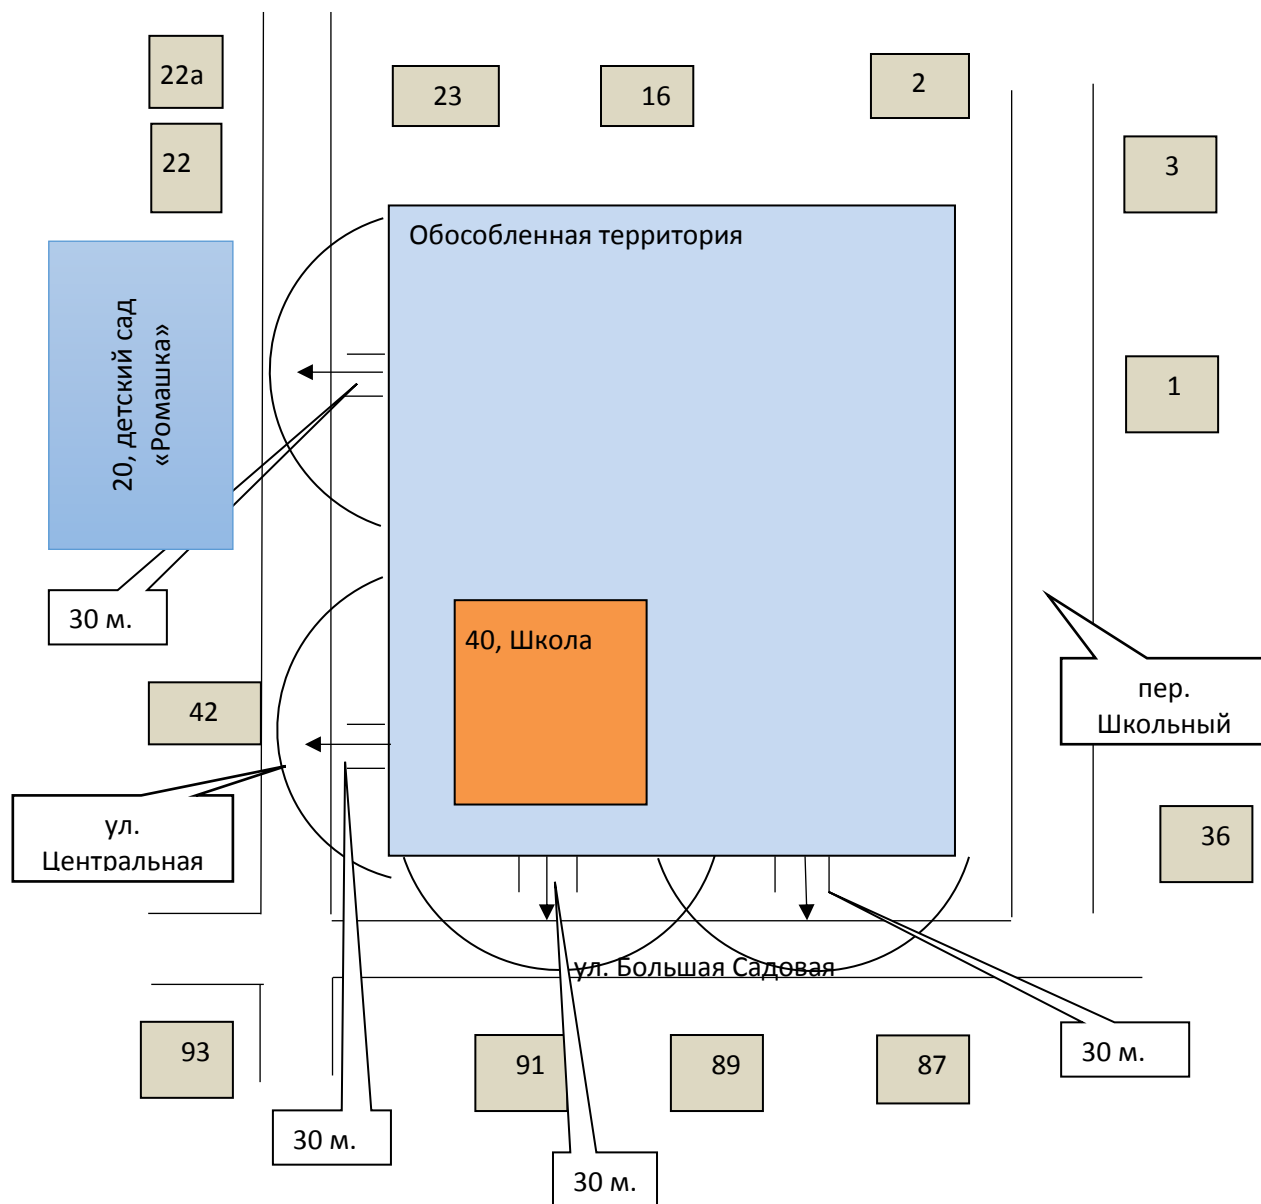 22а
23
16
2
22
3
Обособленная территория
20, детский сад
«Ромашка»
1
30 м.
40, Школа
42
пер.
Школьный
ул.
Центральная
36
ул. Большая Садовая
93
91
89
87
30 м.
30 м.
30 м.